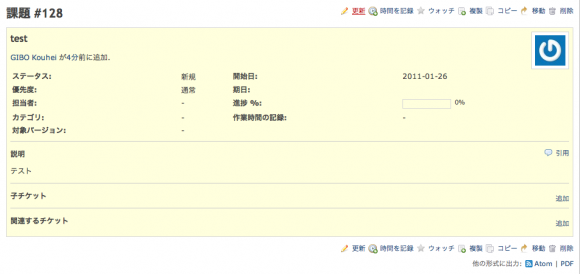 課題 #128
更新 時間を記録 ウォッチ 複製 コピー 移動 削除
test
GIBO Kouhei が4分前に追加.
ステータス: 新規 開始日: 2011-01-26
優先度: 通常 期日:
担当者: - 進捗 %: 0%
カテゴリ: - 作業時間の記録: -
対象バージョン: -
説明 引用
テスト
子チケット 追加
関連するチケット 追加
更新 時間を記録 ウォッチ 複製 コピー 移動 削除
他の形式に出力: Atom | PDF